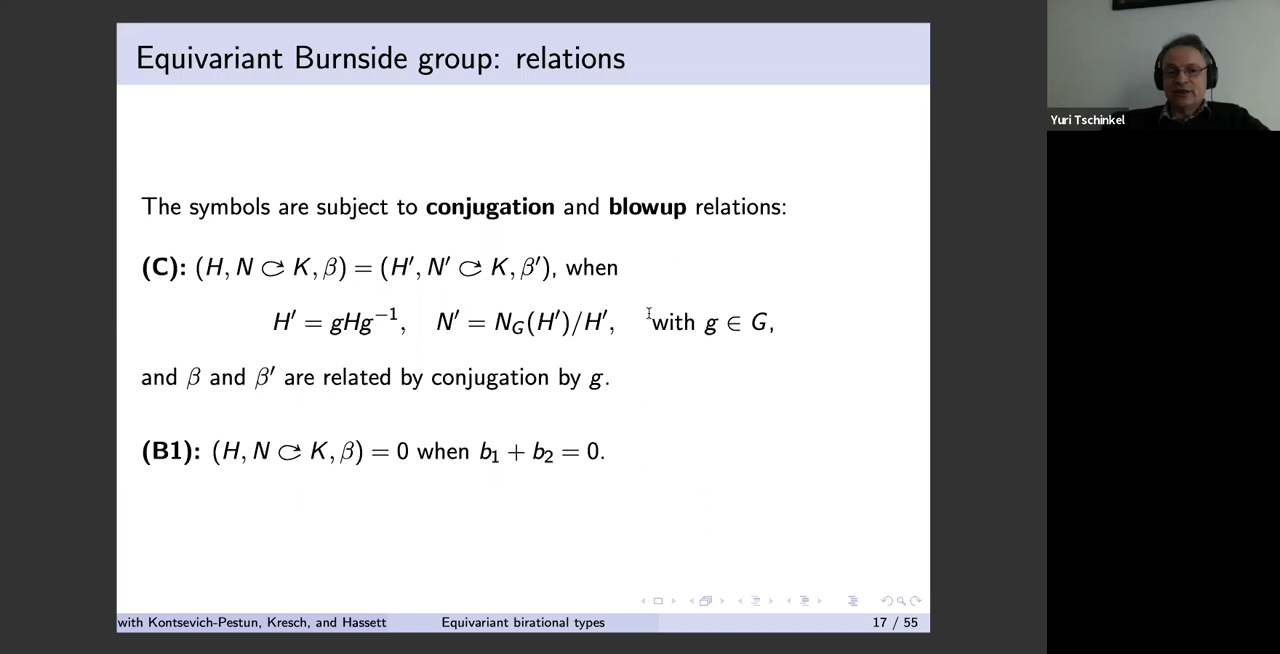 Equivariant Burnside group: relations
Yuri Tschinkel
The symbols are subject to conjugation and blowup relations:
(C): (H, N ⟳ K, β) = (H′, N′ ⟳ K, β′), when
H′ = gHg⁻¹, N′ = N_G(H′)/H′, with g ∈ G,
and β and β′ are related by conjugation by g.
(B1): (H, N ⟳ K, β) = 0 when b₁ + b₂ = 0.
with Kontsevich-Pestun, Kresch, and Hassett Equivariant birational types 17 / 55